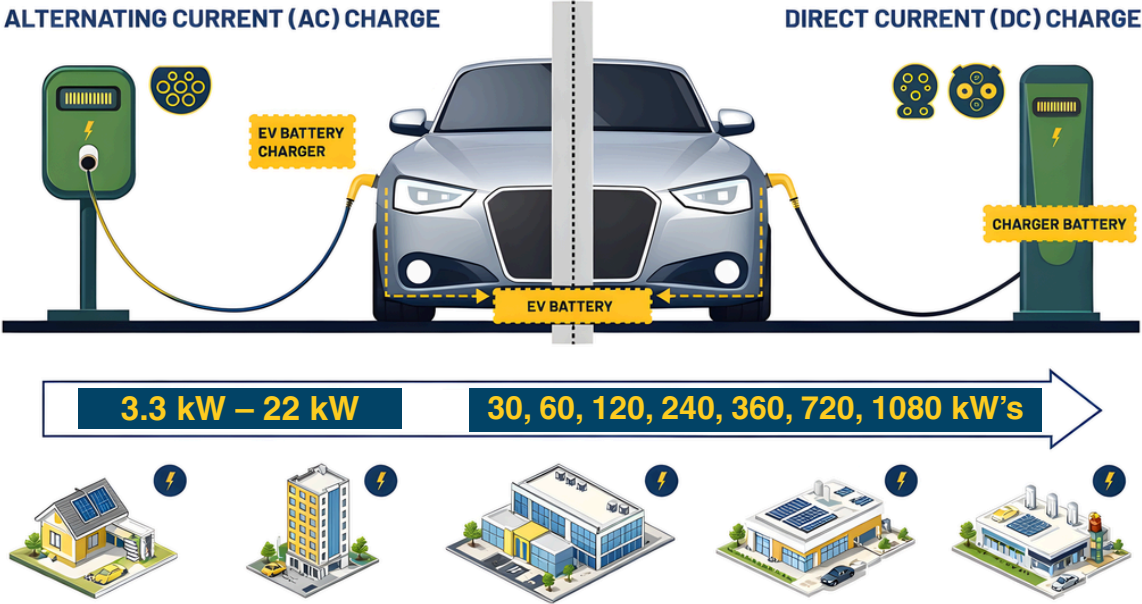 ALTERNATING CURRENT (AC) CHARGE
DIRECT CURRENT (DC) CHARGE
EV BATTERY
CHARGER
CHARGER BATTERY
EV BATTERY
3.3 kW – 22 kW
30, 60, 120, 240, 360, 720, 1080 kW’s